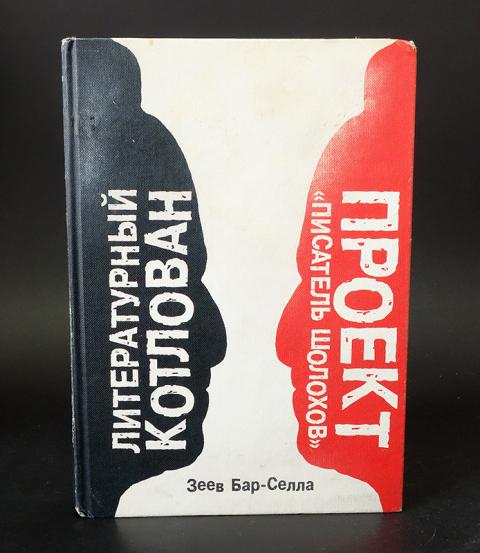 ЛИТЕРАТУРНЫЙ
КОТЛОВАН
ПРОЕКТ
«ПИСАТЕЛЬ ШОЛОХОВ»
Зеев Бар-Селла